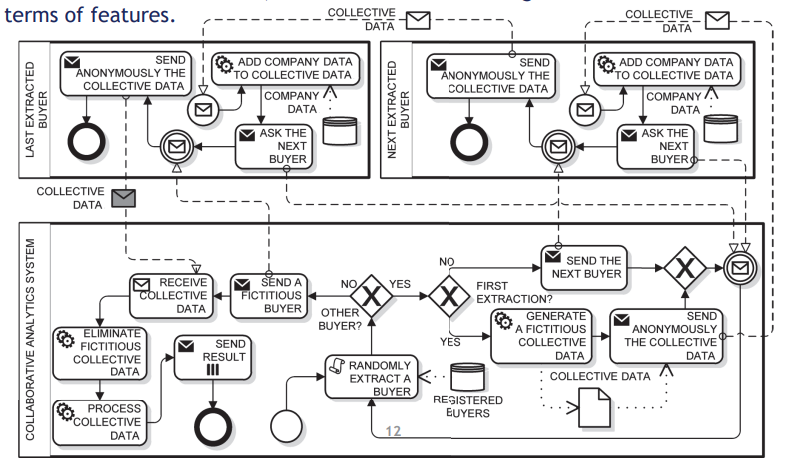 terms of features.
COLLECTIVE
DATA
COLLECTIVE
DATA
LAST EXTRACTED
BUYER
SEND
ANONYMOUSLY THE
COLLECTIVE DATA
ADD COMPANY DATA
TO COLLECTIVE DATA
COMPANY
DATA
ASK THE
NEXT
BUYER
NEXT EXTRACTED
BUYER
SEND
ANONYMOUSLY THE
COLLECTIVE DATA
ADD COMPANY DATA
TO COLLECTIVE DATA
COMPANY
DATA
ASK THE
NEXT
BUYER
COLLECTIVE
DATA
COLLABORATIVE ANALYTICS SYSTEM
RECEIVE
COLLECTIVE
DATA
SEND A
FICTITIOUS
BUYER
NO
YES
OTHER
BUYER?
NO
FIRST
EXTRACTION?
YES
SEND THE
NEXT BUYER
GENERATE
A FICTITIOUS
COLLECTIVE
DATA
SEND
ANONYMOUSLY
THE COLLECTIVE
DATA
ELIMINATE
FICTITIOUS
COLLECTIVE
DATA
SEND
RESULT
RANDOMLY
EXTRACT A
BUYER
REGISTERED
BUYERS
COLLECTIVE DATA
PROCESS
COLLECTIVE
DATA
12